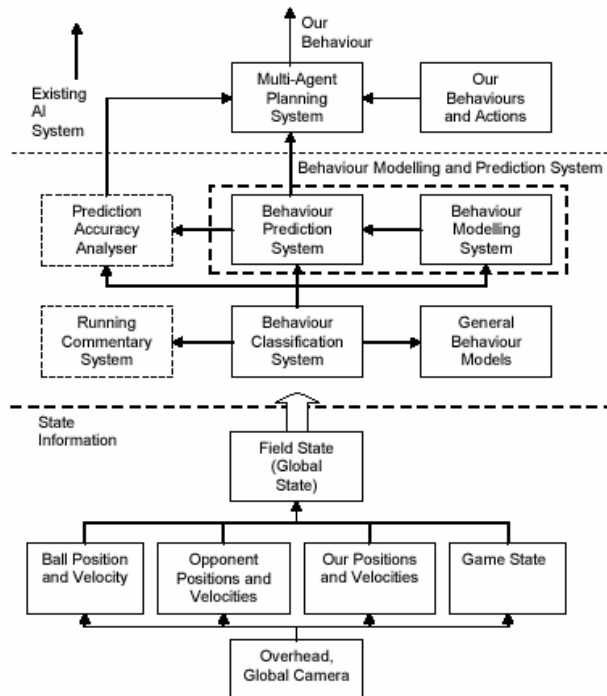 Our
Behaviour
Existing
AI
System
Multi-Agent
Planning
System
Our
Behaviours
and Actions
Behaviour Modelling and Prediction System
Prediction
Accuracy
Analyser
Behaviour
Prediction
System
Behaviour
Modelling
System
Running
Commentary
System
Behaviour
Classification
System
General
Behaviour
Models
State
Information
Field State
(Global
State)
Ball Position
and Velocity
Opponent
Positions and
Velocities
Our Positions
and Velocities
Game State
Overhead,
Global Camera